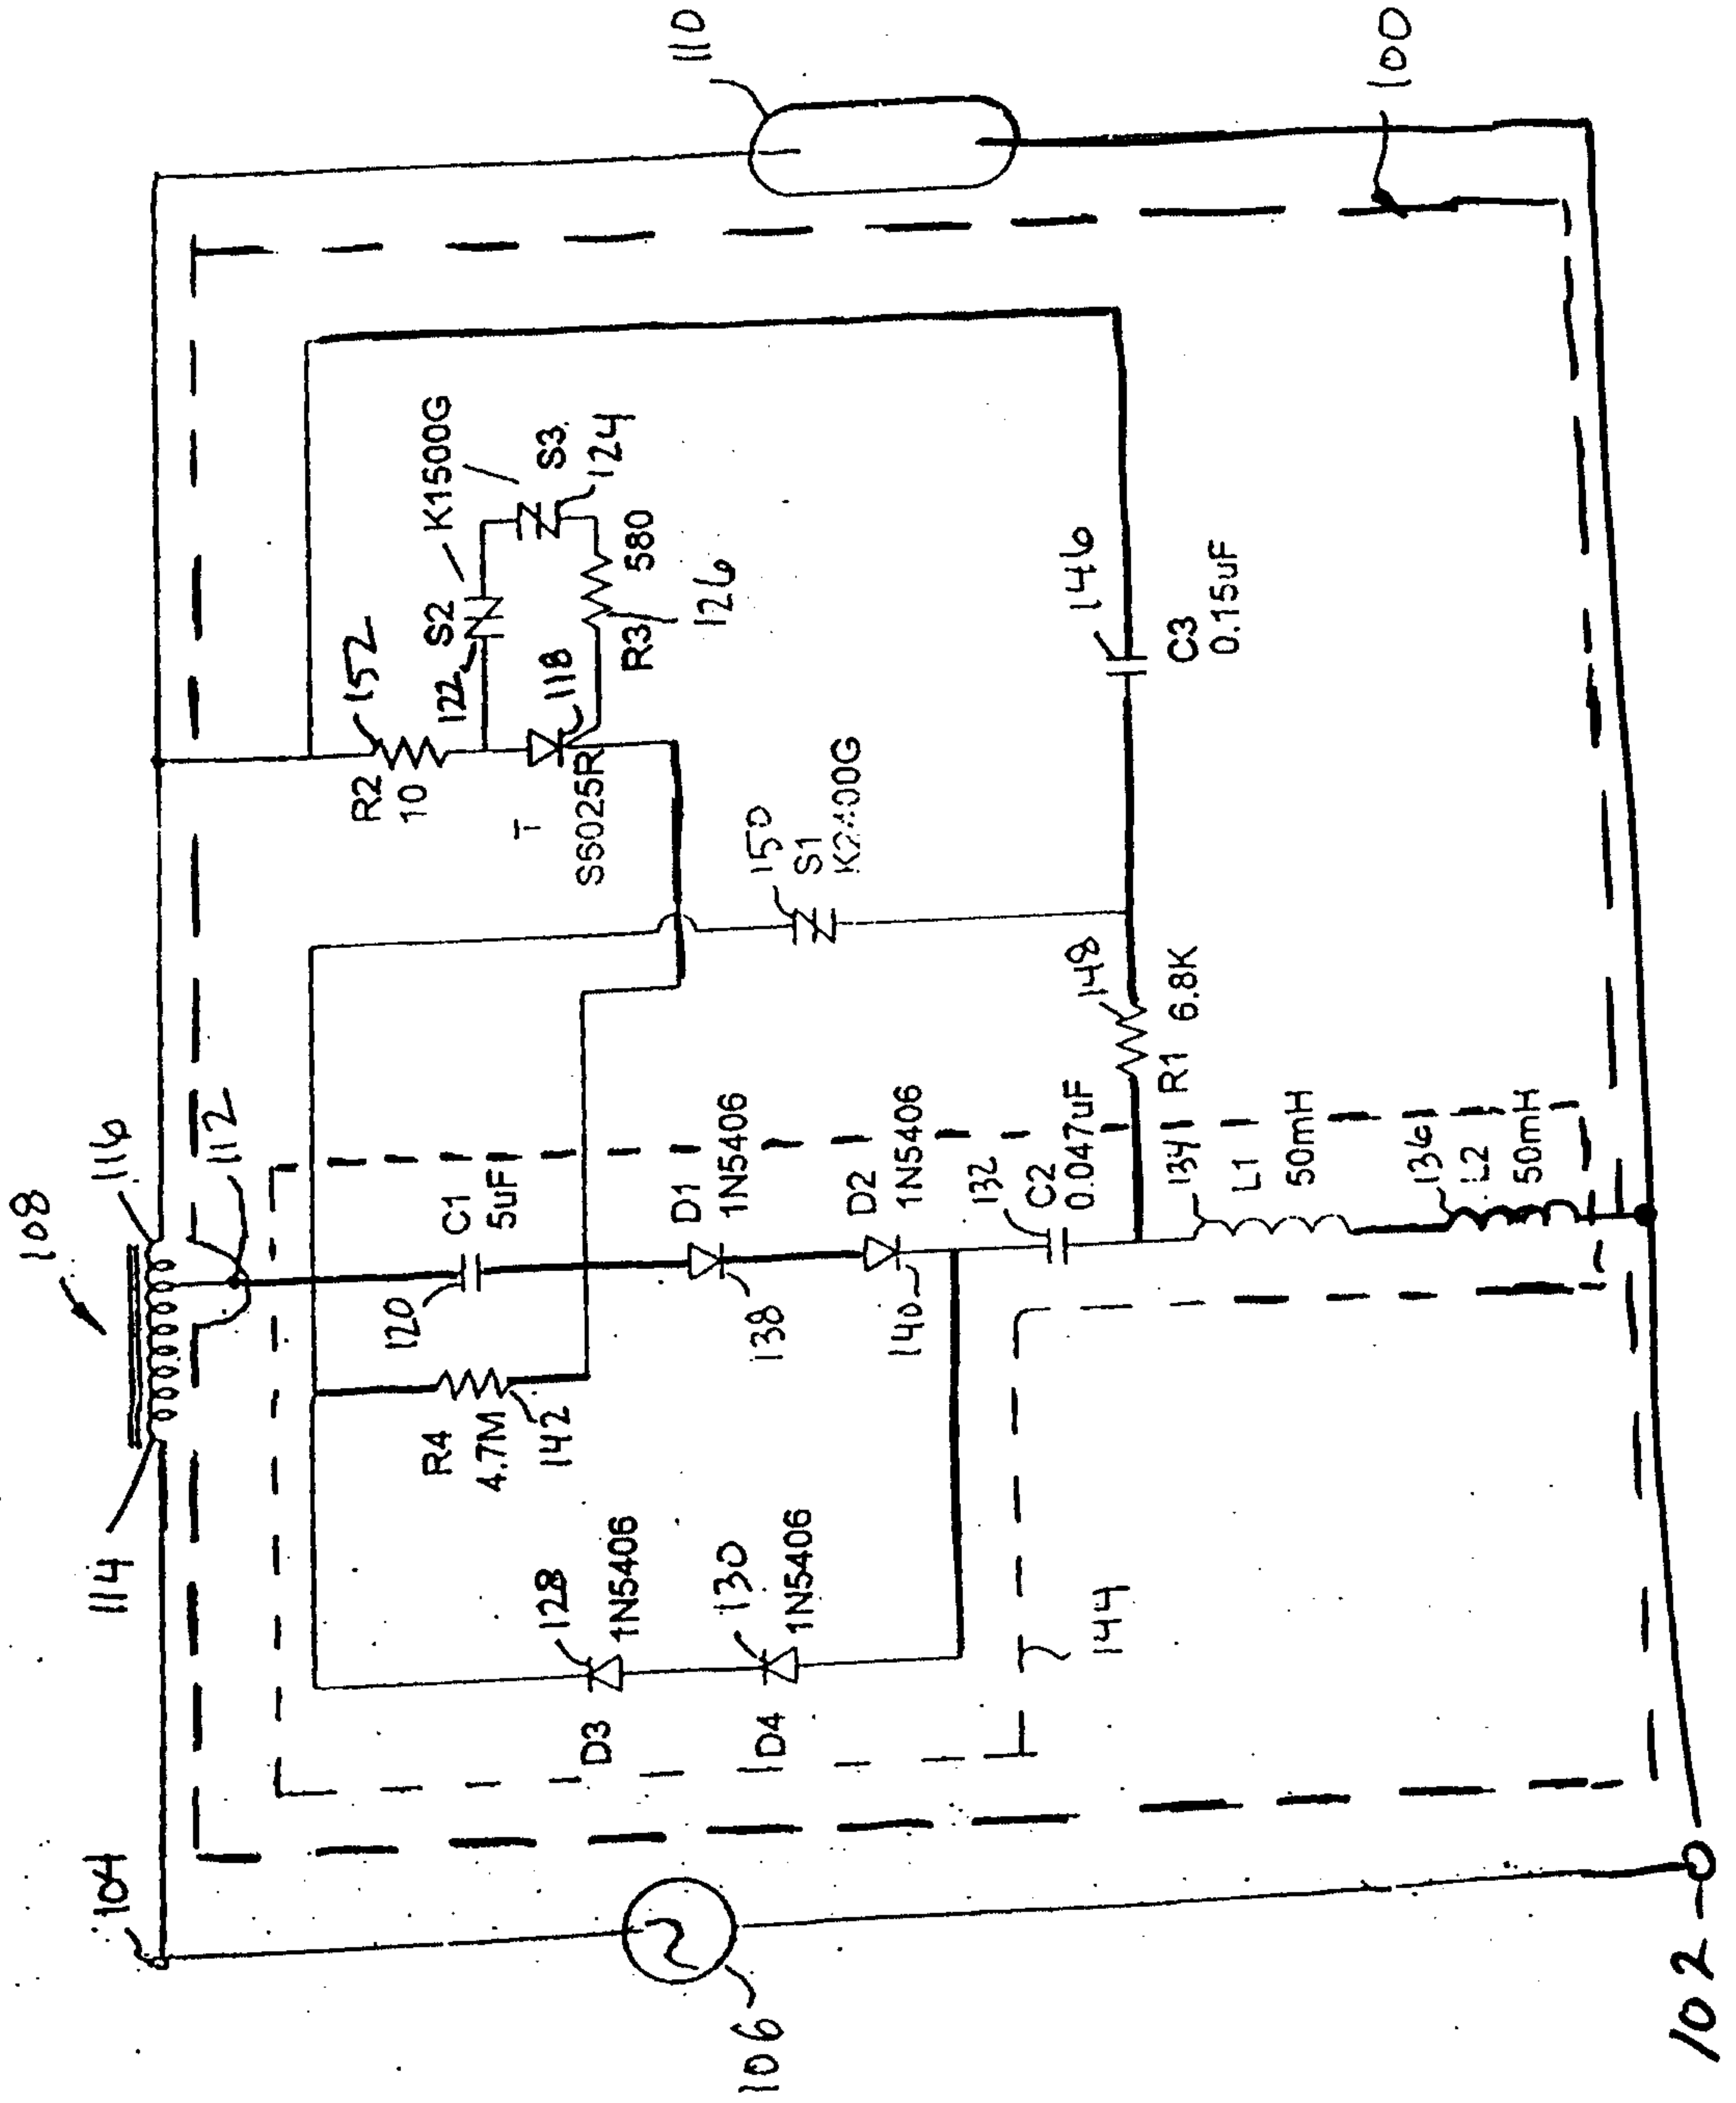 108
116
112
114
104
106
102
110
100
R2
10
152
122
S2
K1500G
S3
124
580
R3
126
118
T
S6025R
150
S1
146
C3
0.15uF
148
R1 6.8K
C1
5uF
120
D1
1N5406
138
D2
1N5406
140
132
C2
0.047uF
134
L1
50mH
136
L2
50mH
R4
4.7M
142
128
1N5406
D3
130
1N5406
D4
144